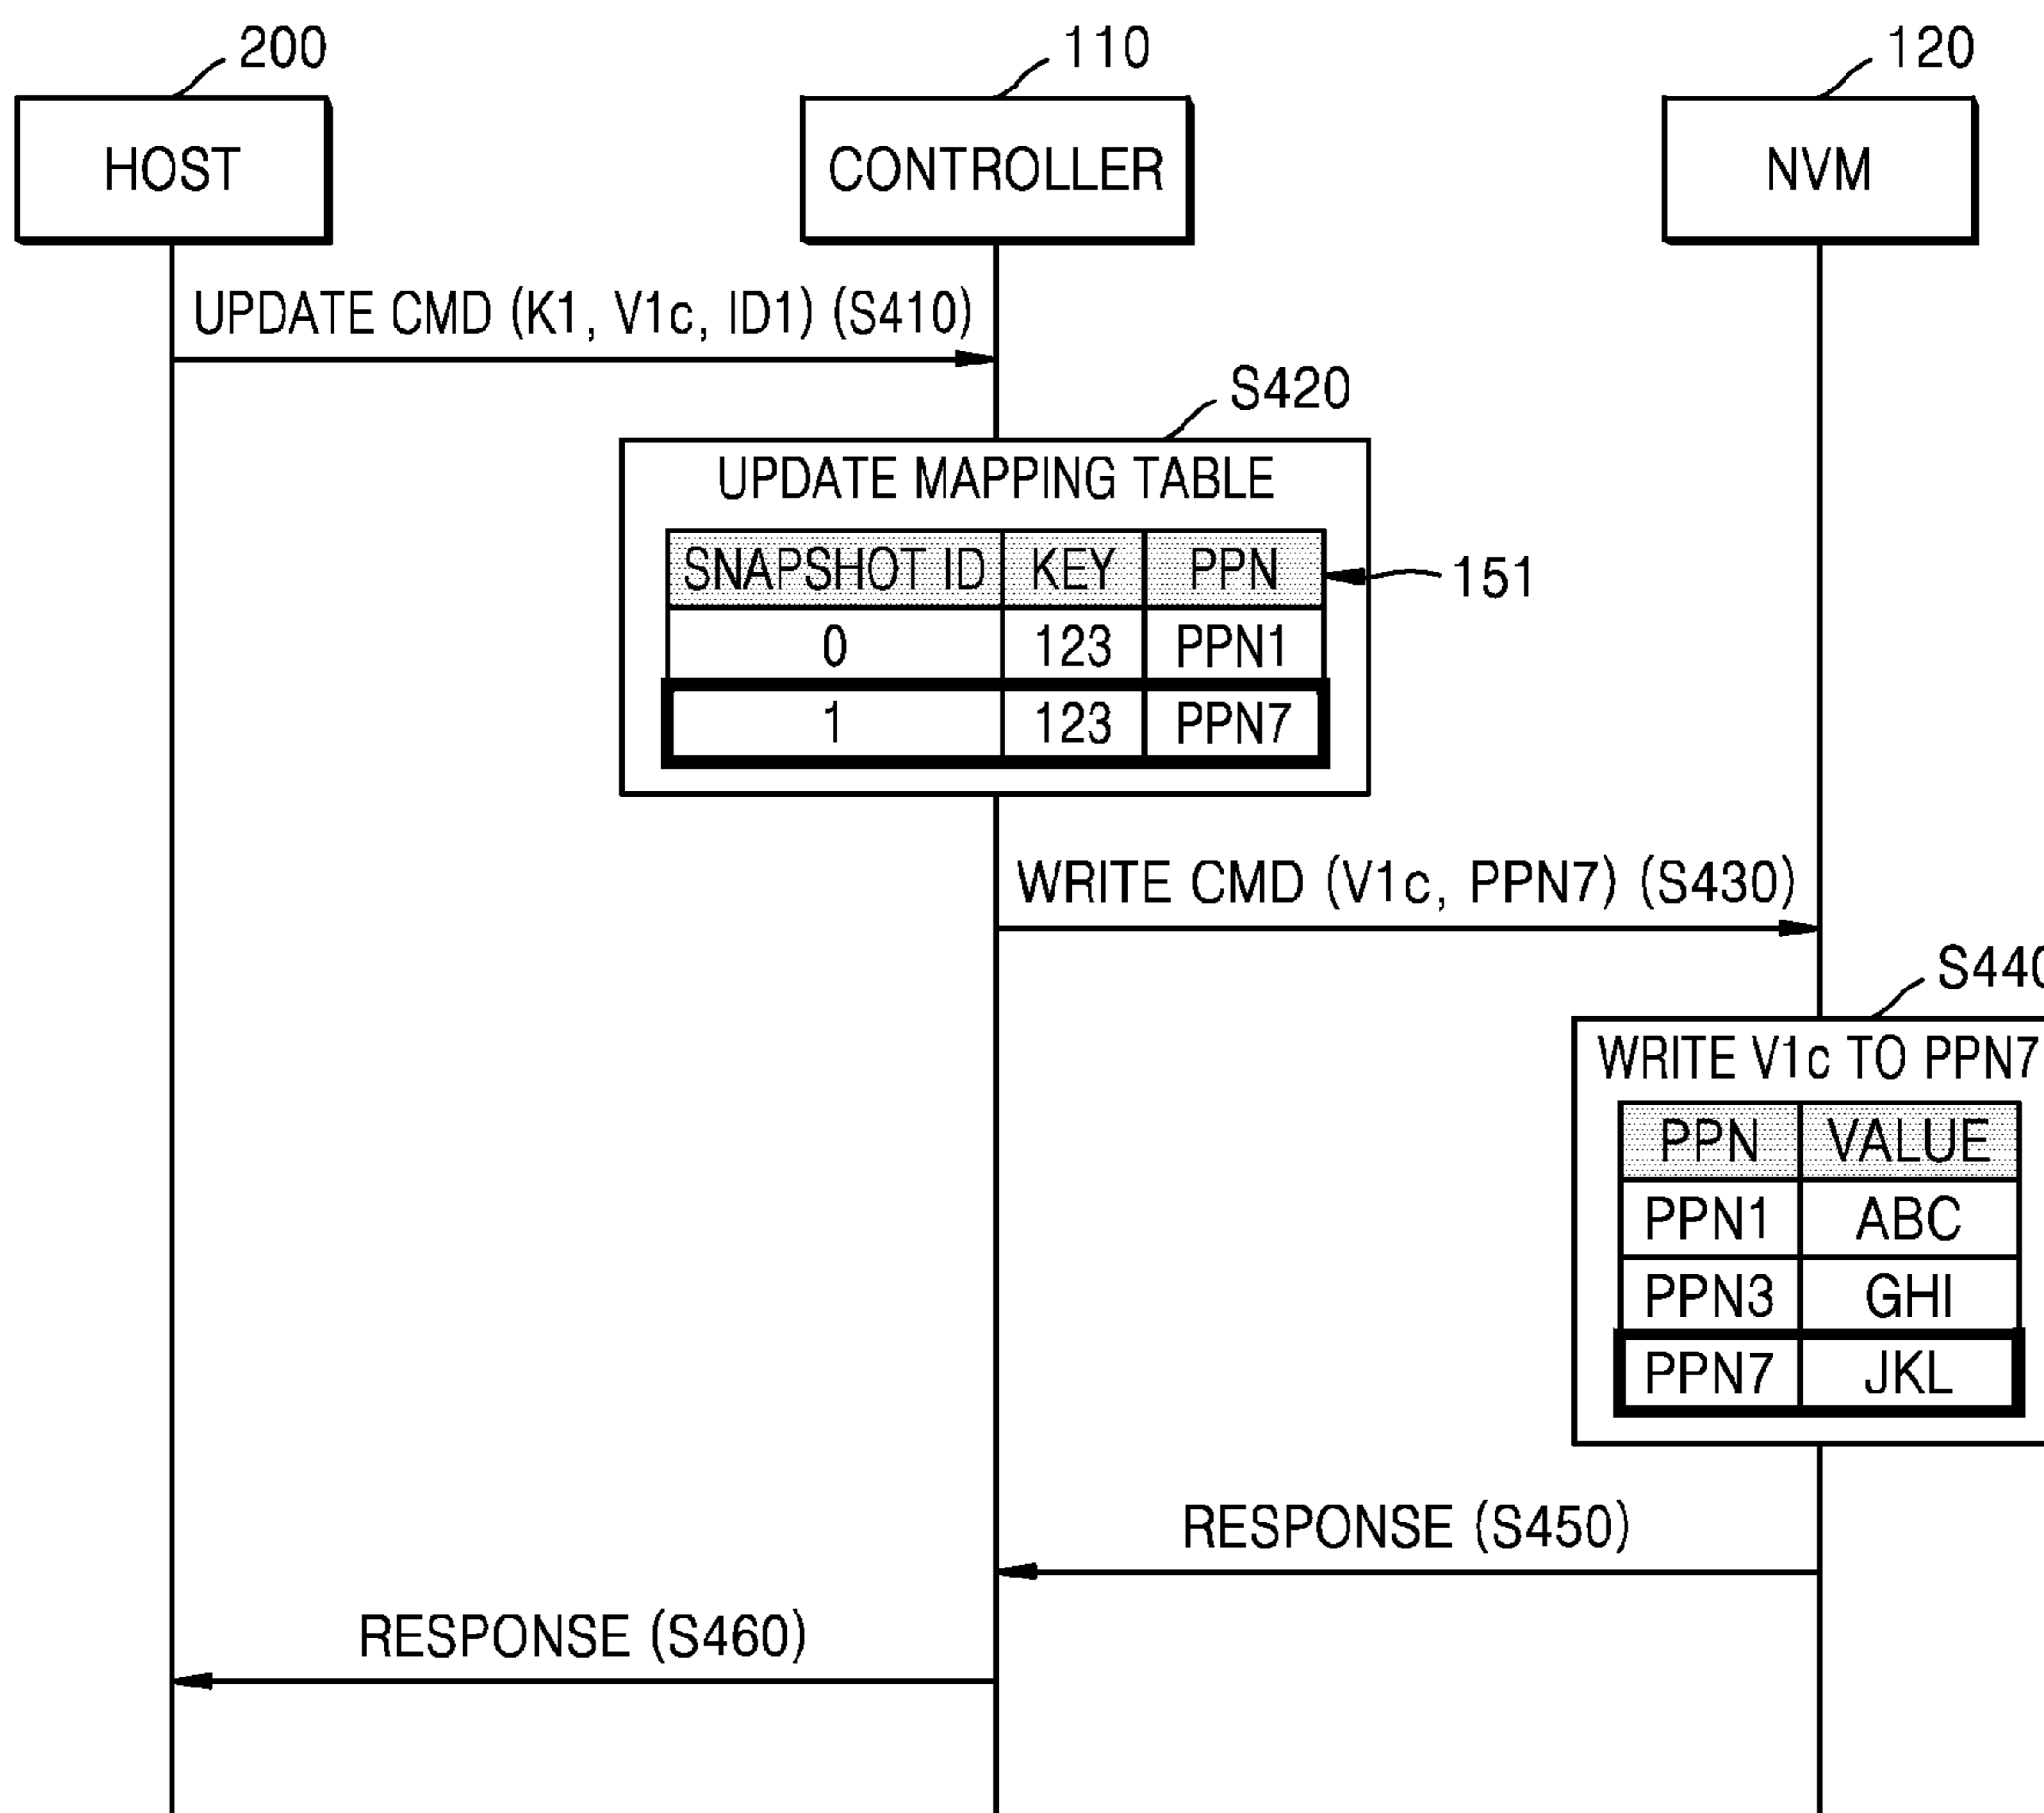 200
110
120
HOST
CONTROLLER
NVM
UPDATE CMD (K1, V1c, ID1) (S410)
S420
UPDATE MAPPING TABLE
SNAPSHOT ID KEY PPN
151
0 123 PPN1
1 123 PPN7
WRITE CMD (V1c, PPN7) (S430)
S440
WRITE V1c TO PPN7
PPN VALUE
PPN1 ABC
PPN3 GHI
PPN7 JKL
RESPONSE (S450)
RESPONSE (S460)